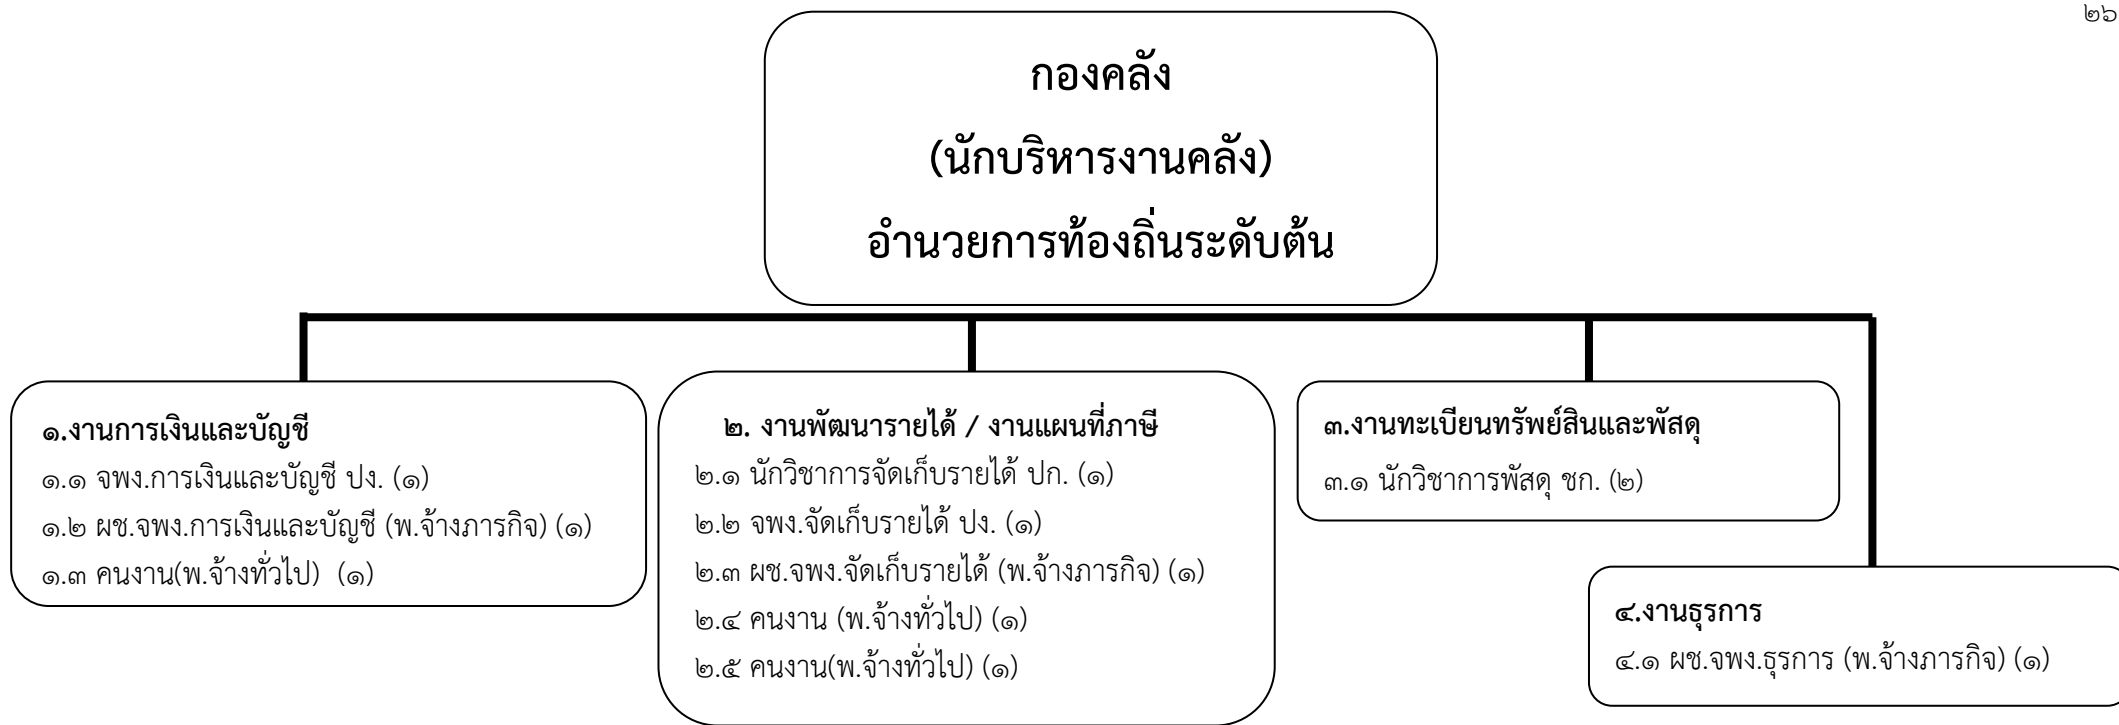 ๒๖
กองคลัง
(นักบริหารงานคลัง)
อำนวยการท้องถิ่นระดับต้น
๑.งานการเงินและบัญชี
๑.๑ จพง.การเงินและบัญชี ปง. (๑)
๑.๒ ผช.จพง.การเงินและบัญชี (พ.จ้างภารกิจ) (๑)
๑.๓ คนงาน(พ.จ้างทั่วไป)  (๑)
๒. งานพัฒนารายได้ / งานแผนที่ภาษี
๒.๑ นักวิชาการจัดเก็บรายได้ ปก. (๑)
๒.๒ จพง.จัดเก็บรายได้ ปง. (๑)
๒.๓ ผช.จพง.จัดเก็บรายได้ (พ.จ้างภารกิจ) (๑)
๒.๔ คนงาน (พ.จ้างทั่วไป) (๑)
๒.๕ คนงาน(พ.จ้างทั่วไป) (๑)
๓.งานทะเบียนทรัพย์สินและพัสดุ
๓.๑ นักวิชาการพัสดุ ชก. (๒)
๔.งานธุรการ
๔.๑ ผช.จพง.ธุรการ (พ.จ้างภารกิจ) (๑)